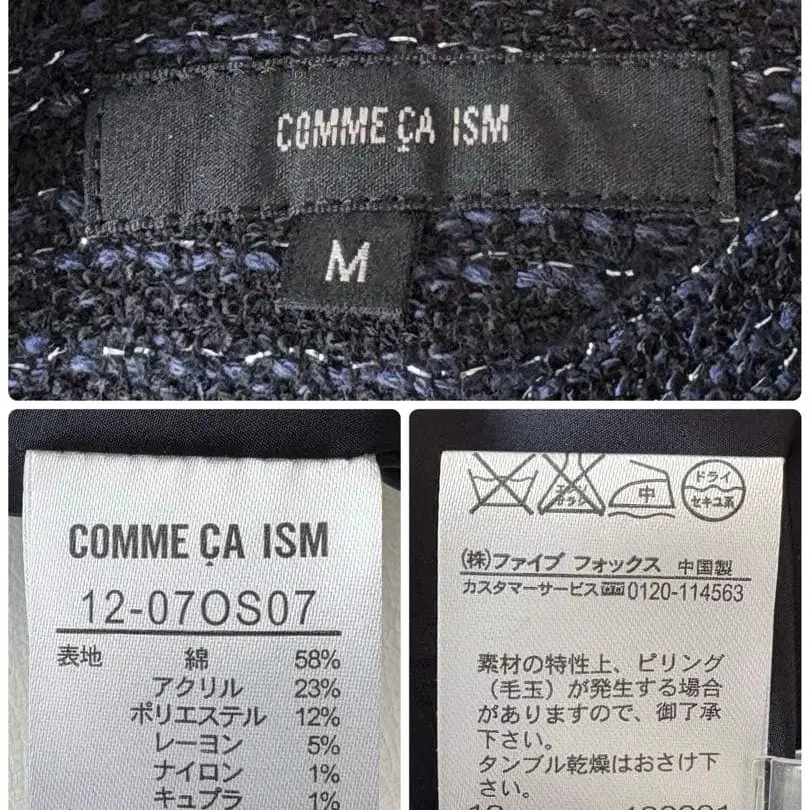 COMME ÇA ISM
M
COMME ÇA ISM
12-07OS07
表地 綿 58%
アクリル 23%
ポリエステル 12%
レーヨン 5%
ナイロン 1%
キュプラ 1%
エンソ
サラシ
中
ドライ
セキユ系
(株)ファイブ フォックス 中国製
カスタマーサービス 0120-114563
素材の特性上、ピリング
(毛玉)が発生する場合
がありますので、御了承
下さい。
タンブル乾燥はおさけ下
さい。